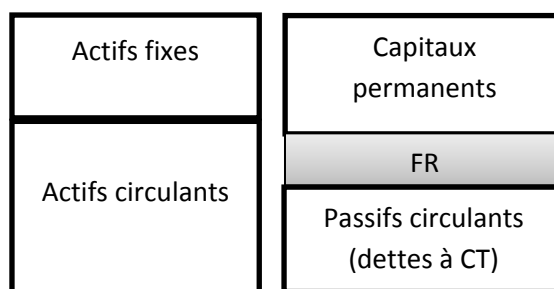 Actifs fixes
Actifs circulants
Capitaux
permanents
FR
Passifs circulants
(dettes à CT)